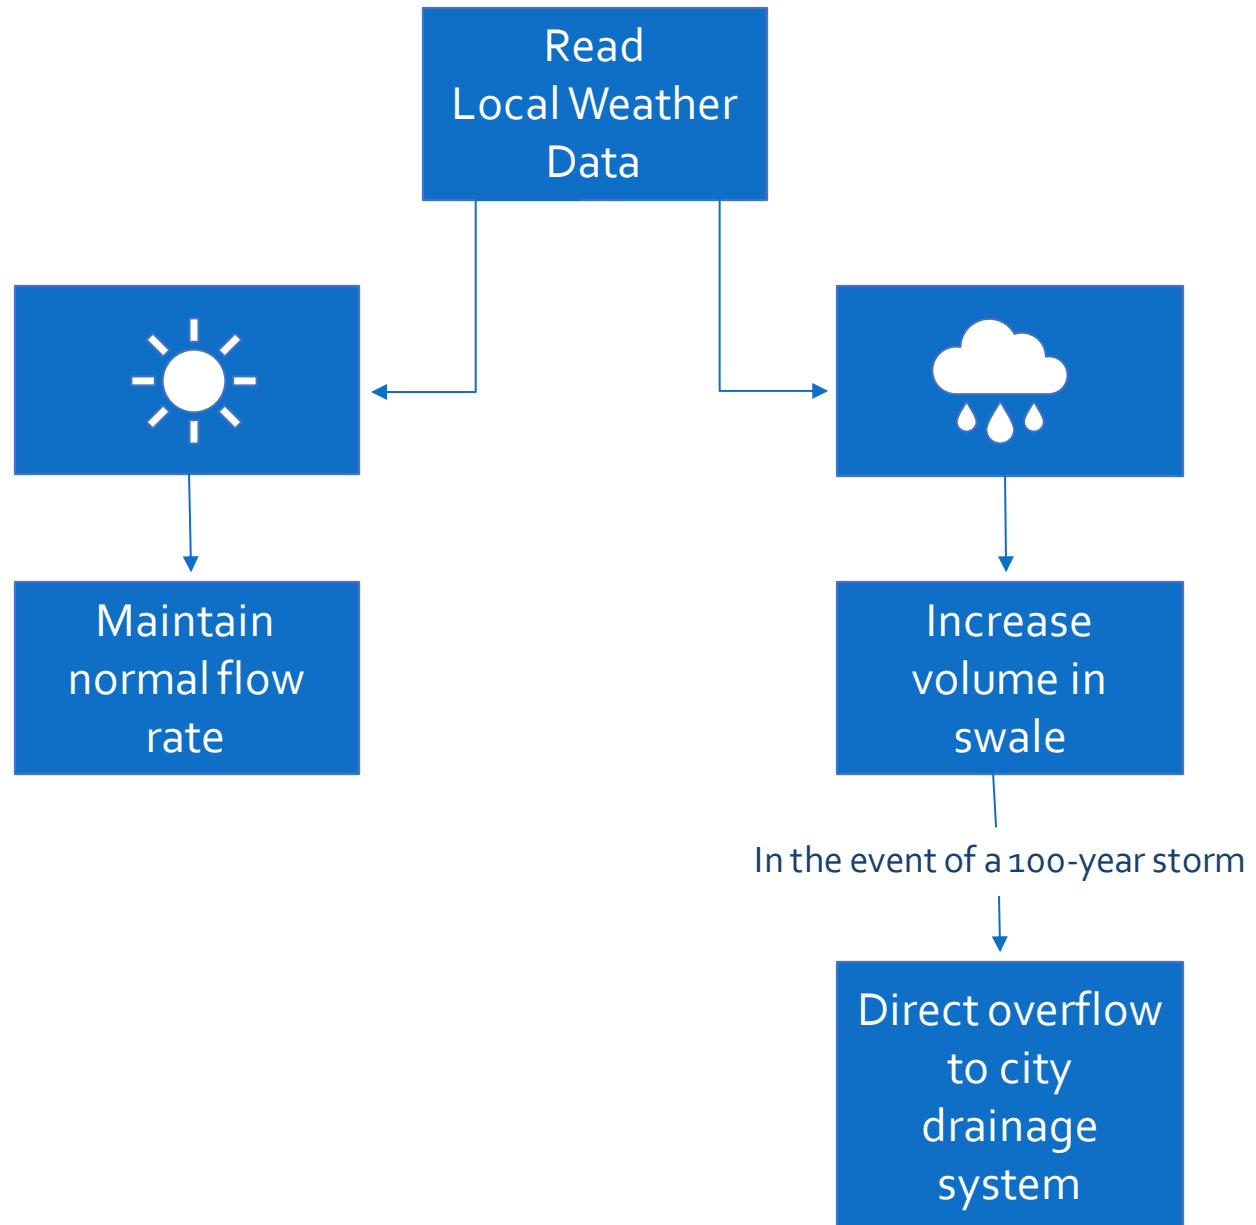 Read
Local Weather
Data
Maintain
normal flow
rate
Increase
volume in
swale
In the event of a 100-year storm
Direct overflow
to city
drainage
system